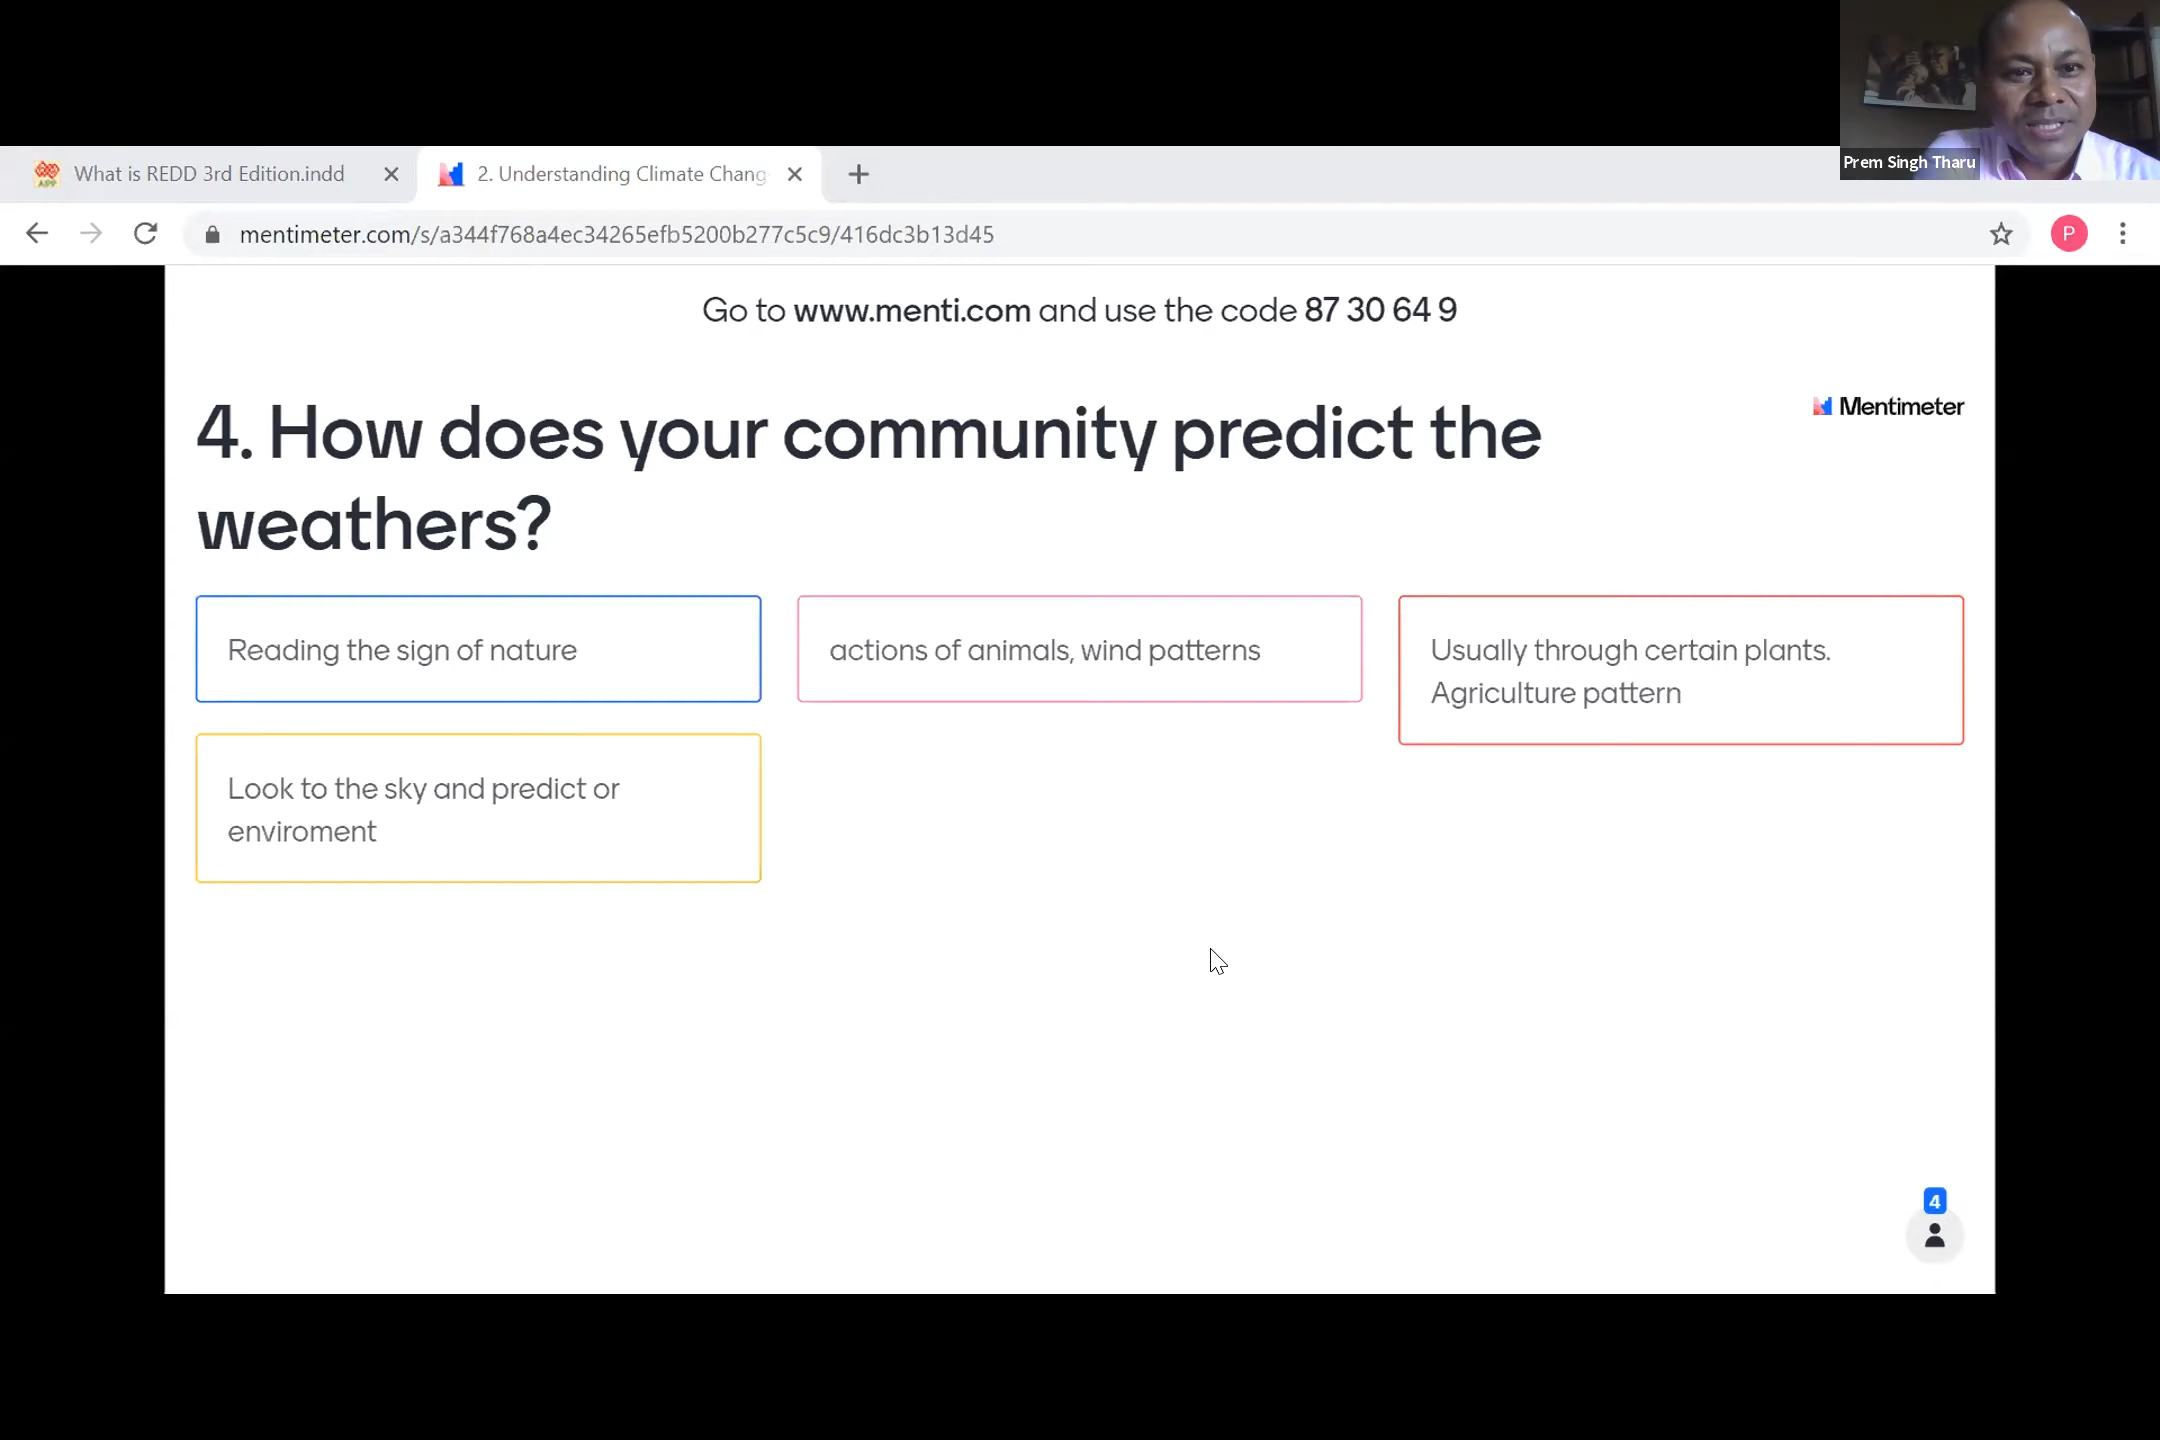 Prem Singh Tharu
What is REDD 3rd Edition.indd
2. Understanding Climate Chang
mentimeter.com/s/a344f768a4ec34265efb5200b277c5c9/416dc3b13d45
P
Go to www.menti.com and use the code 87 30 64 9
Mentimeter
4. How does your community predict the
weathers?
Reading the sign of nature
actions of animals, wind patterns
Usually through certain plants.
Agriculture pattern
Look to the sky and predict or
enviroment
4